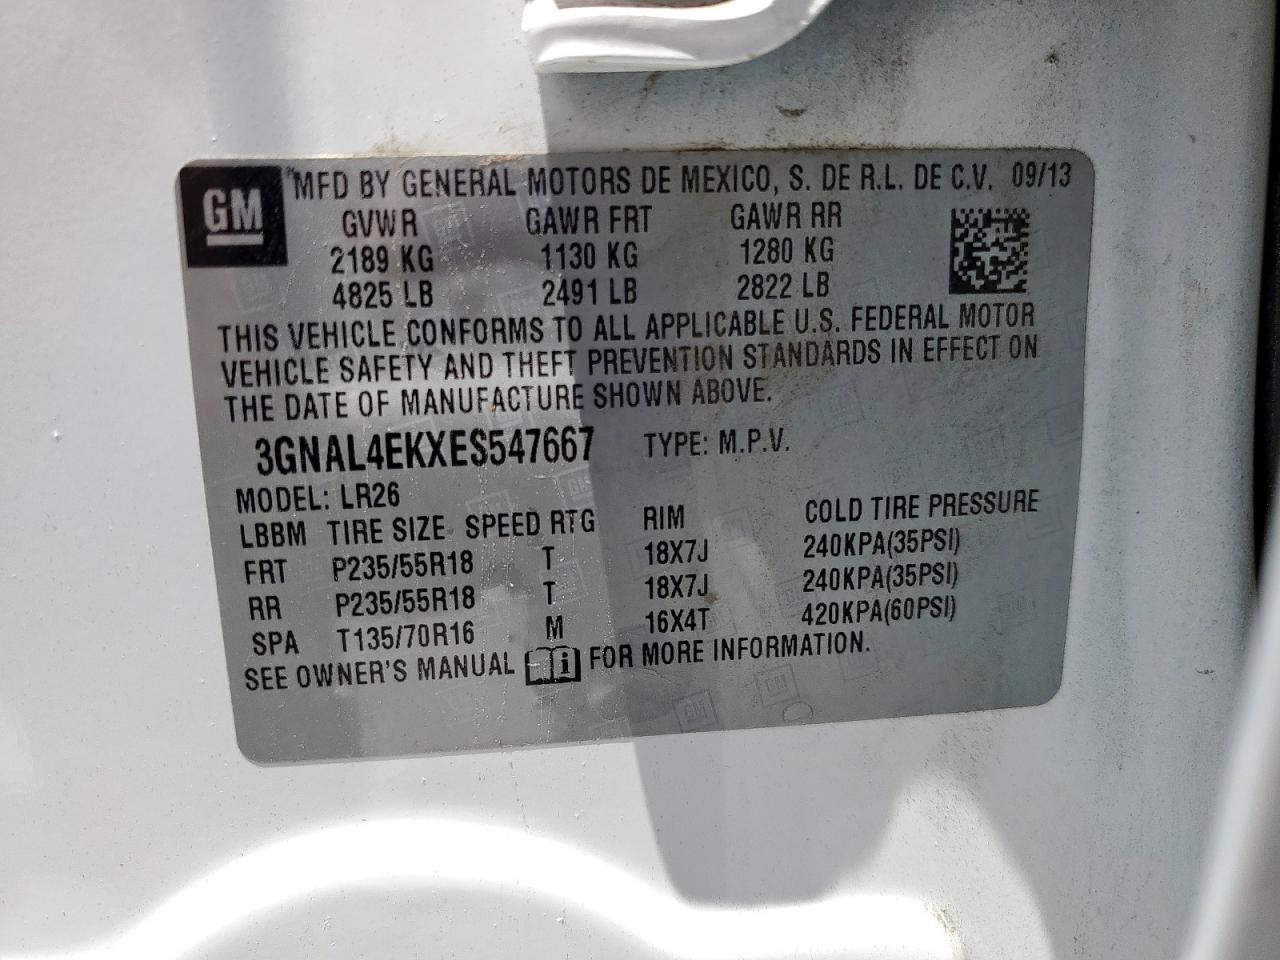 GM
MFD BY GENERAL MOTORS DE MEXICO, S. DE R.L. DE C.V. 09/13
GVWR GAWR FRT GAWR RR
2189 KG 1130 KG 1280 KG
4825 LB 2491 LB 2822 LB
THIS VEHICLE CONFORMS TO ALL APPLICABLE U.S. FEDERAL MOTOR
VEHICLE SAFETY AND THEFT PREVENTION STANDARDS IN EFFECT ON
THE DATE OF MANUFACTURE SHOWN ABOVE.
3GNAL4EKXES547667 TYPE: M.P.V.
MODEL: LR26
LBBM TIRE SIZE SPEED RTG RIM COLD TIRE PRESSURE
FRT P235/55R18 T 18X7J 240KPA(35PSI)
RR P235/55R18 T 18X7J 240KPA(35PSI)
SPA T135/70R16 M 16X4T 420KPA(60PSI)
SEE OWNER'S MANUAL i FOR MORE INFORMATION.